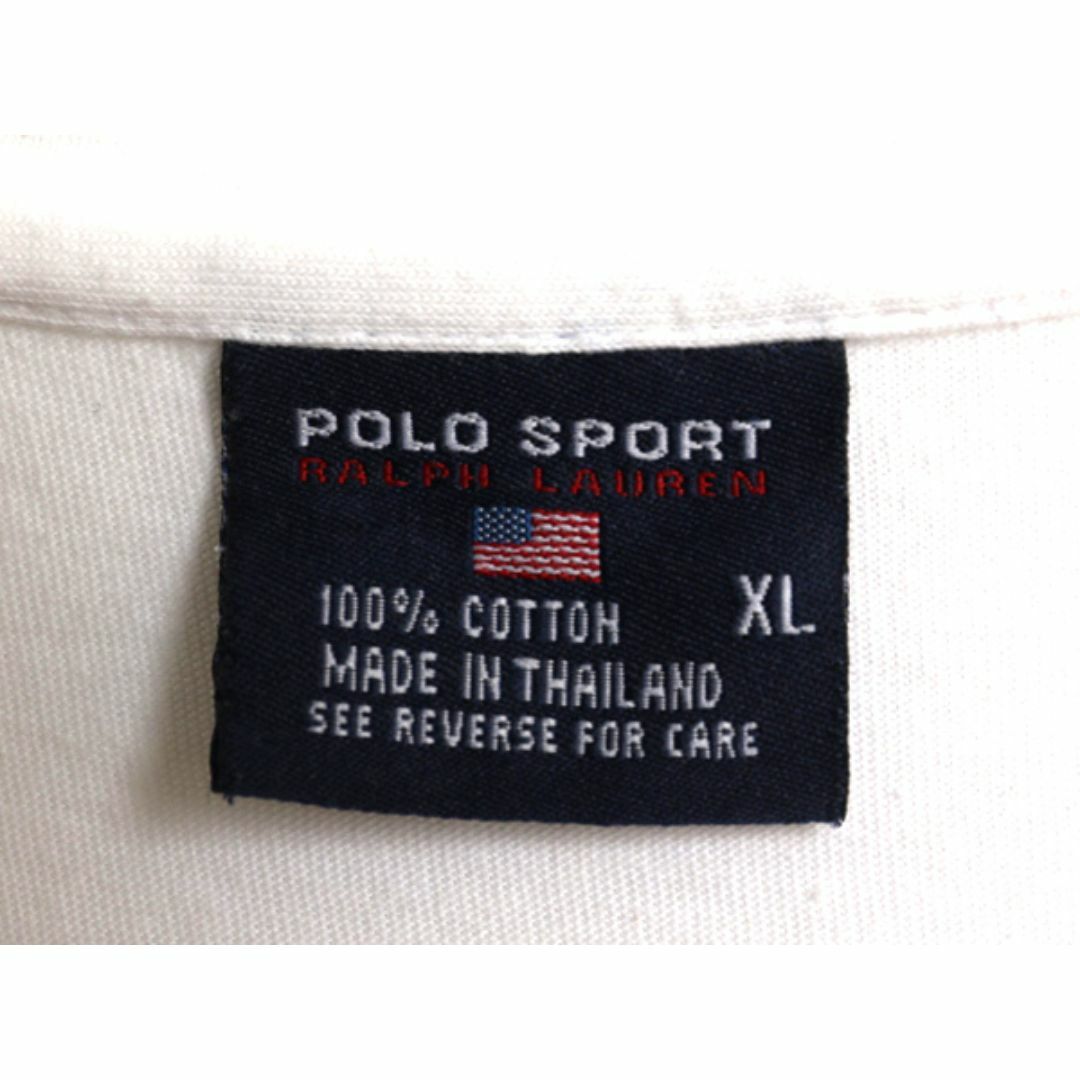 POLO SPORT
RALPH LAUREN
100% COTTON
XL
MADE IN THAILAND
SEE REVERSE FOR CARE